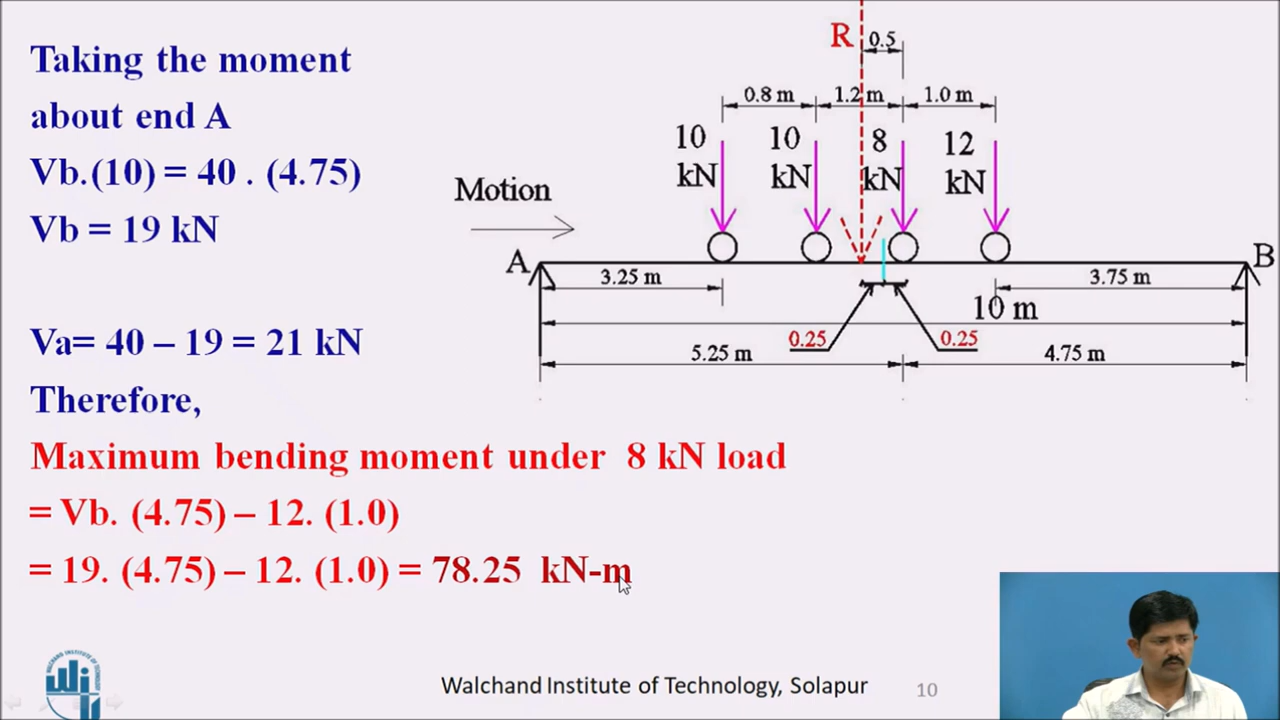 Taking the moment
about end A
Vb.(10) = 40 . (4.75)
Vb = 19 kN
Va= 40 – 19 = 21 kN
Therefore,
Maximum bending moment under 8 kN load
= Vb. (4.75) – 12. (1.0)
= 19. (4.75) – 12. (1.0) = 78.25 kN-m
R
0.5
0.8 m
1.2 m
1.0 m
10
kN
10
kN
8
kN
12
kN
Motion
A
B
3.25 m
3.75 m
10 m
0.25
0.25
5.25 m
4.75 m
Walchand Institute of Technology, Solapur
10